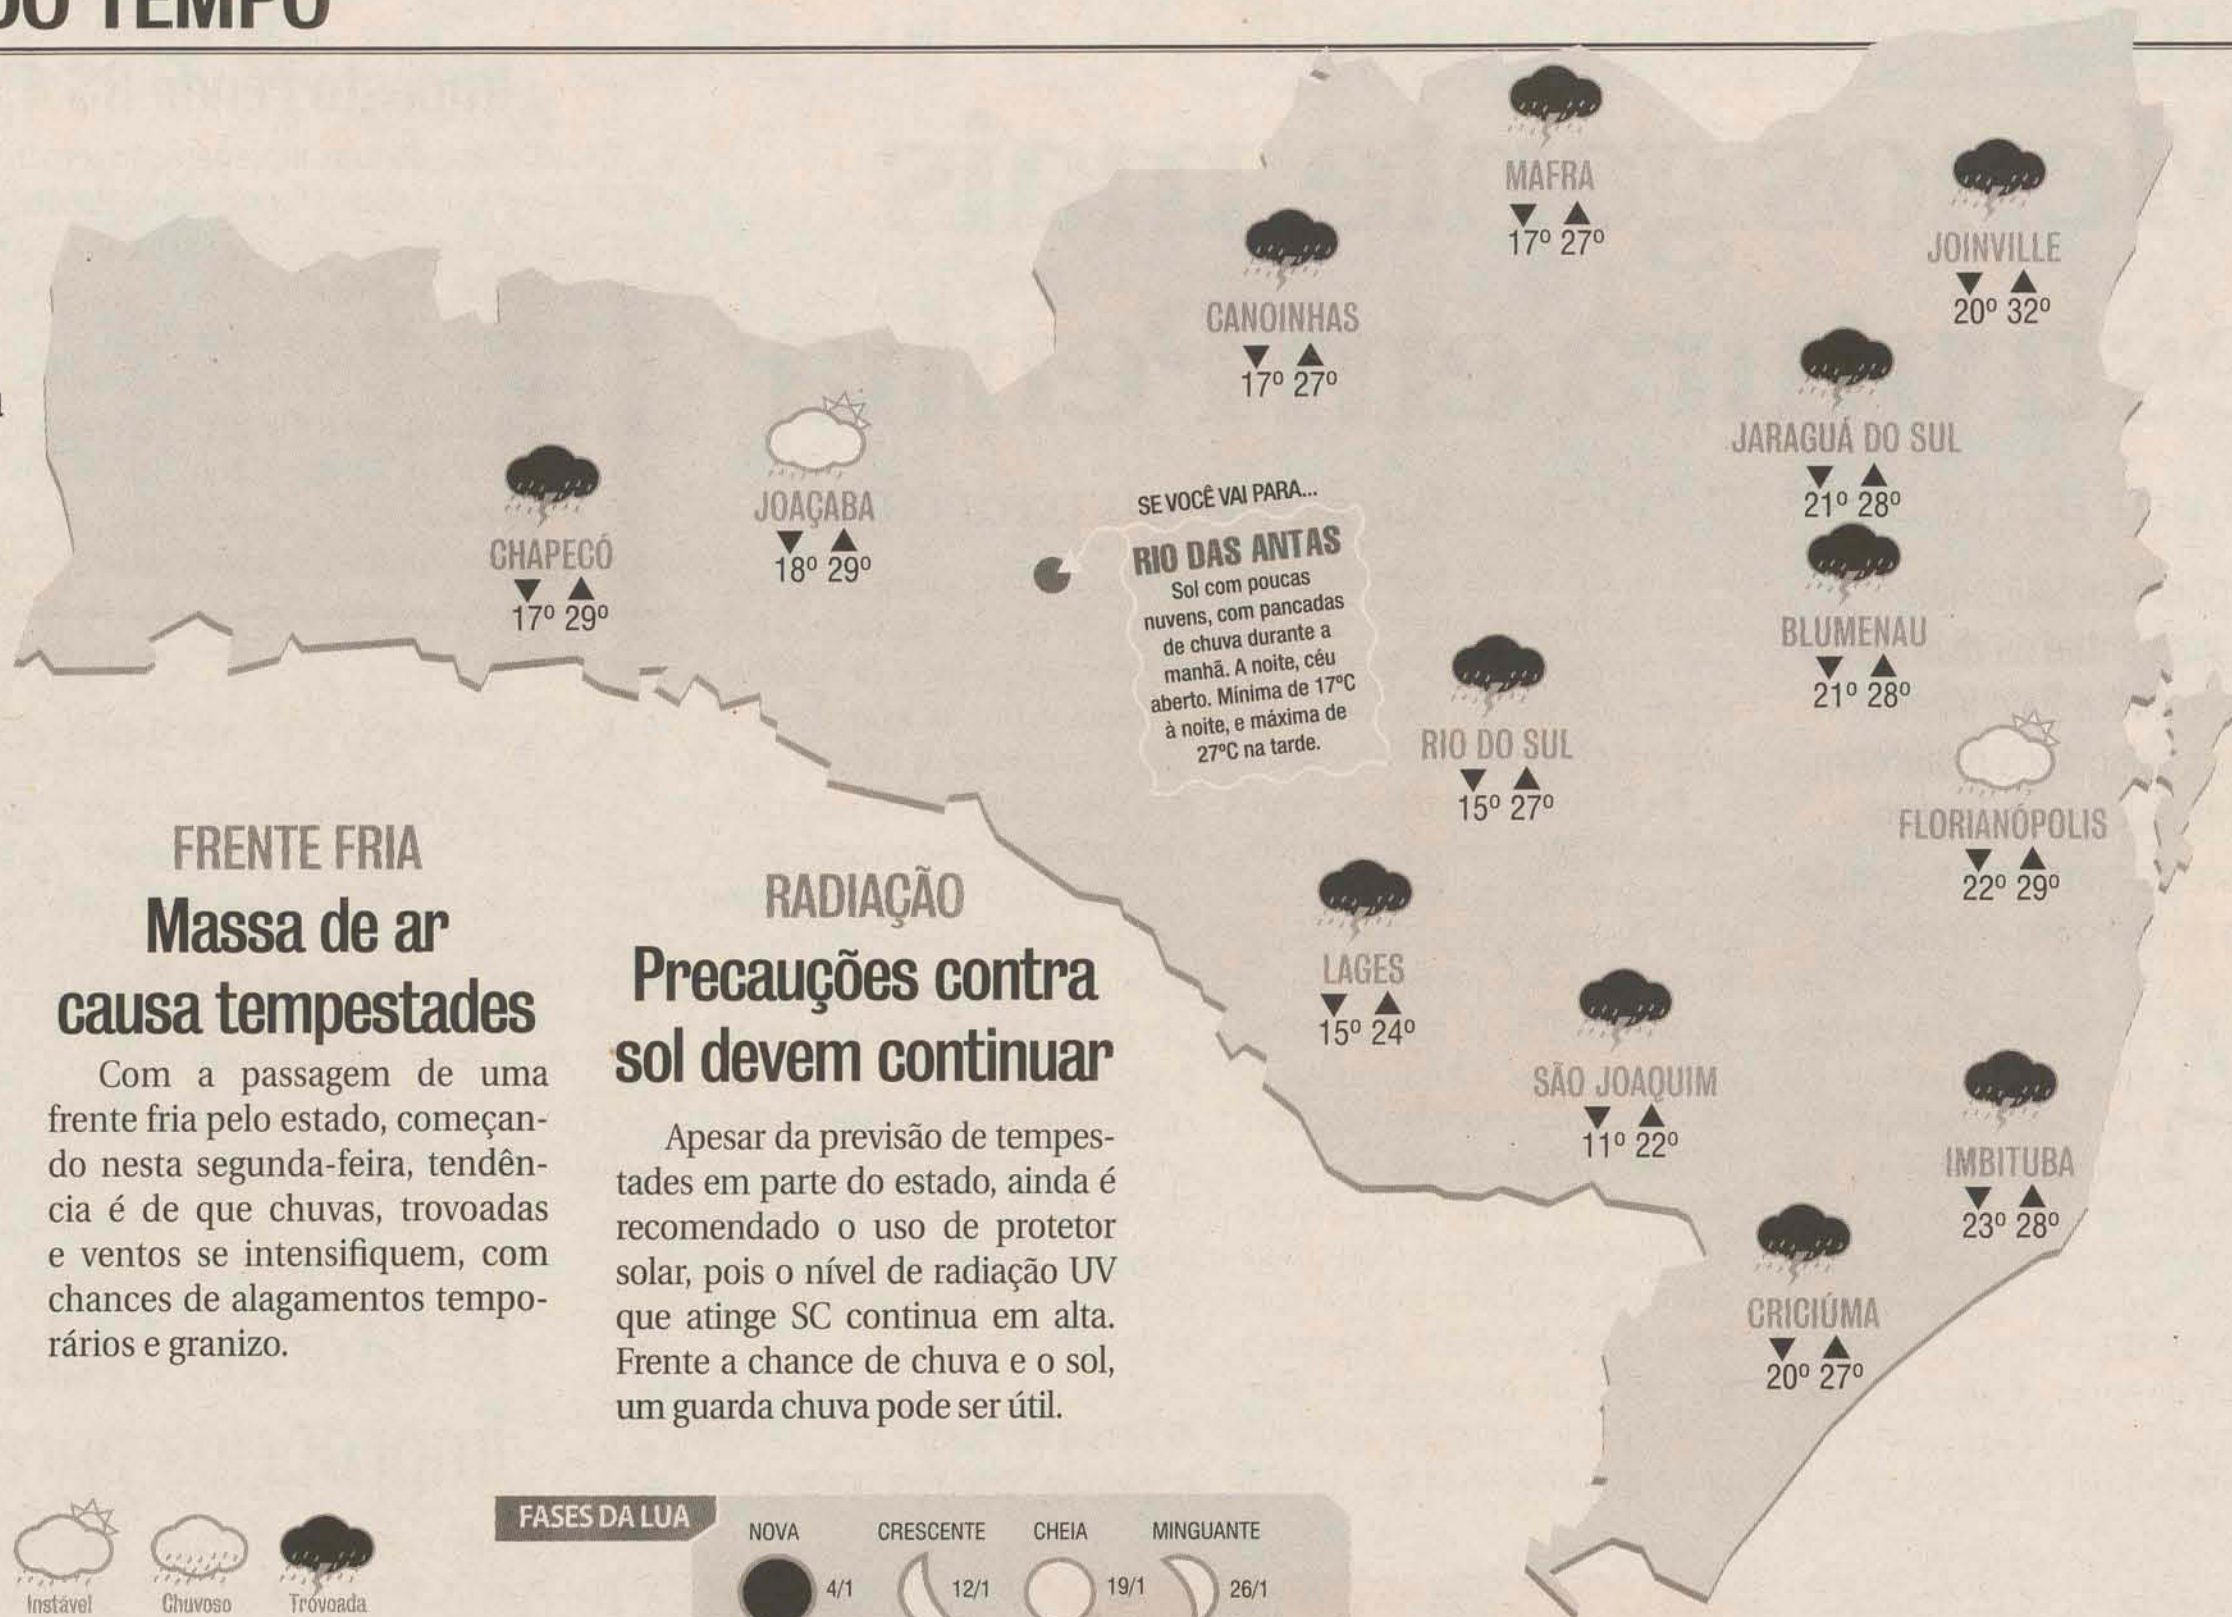 DO TEMPO
MAFRA
17º 27º
JOINVILLE
20º 32º
CANOINHAS
17º 27º
JARAGUÁ DO SUL
21º 28º
JOAÇABA
18º 29º
CHAPECÓ
17º 29º
SE VOCÊ VAI PARA...
RIO DAS ANTAS
Sol com poucas
nuvens, com pancadas
de chuva durante a
manhã. A noite, céu
aberto. Mínima de 17ºC
à noite, e máxima de
27ºC na tarde.
BLUMENAU
21º 28º
RIO DO SUL
15º 27º
FLORIANÓPOLIS
22º 29º
LAGES
15º 24º
SÃO JOAQUIM
11º 22º
IMBITUBA
23º 28º
CRICIÚMA
20º 27º
FRENTE FRIA
Massa de ar
causa tempestades
Com a passagem de uma
frente fria pelo estado, começan-
do nesta segunda-feira, tendên-
cia é de que chuvas, trovoadas
e ventos se intensifiquem, com
chances de alagamentos tempo-
rários e granizo.
RADIAÇÃO
Precauções contra
sol devem continuar
Apesar da previsão de tempes-
tades em parte do estado, ainda é
recomendado o uso de protetor
solar, pois o nível de radiação UV
que atinge SC continua em alta.
Frente a chance de chuva e o sol,
um guarda chuva pode ser útil.
Instável Chuvoso Trovoada
FASES DA LUA
NOVA CRESCENTE CHEIA MINGUANTE
4/1 12/1 19/1 26/1